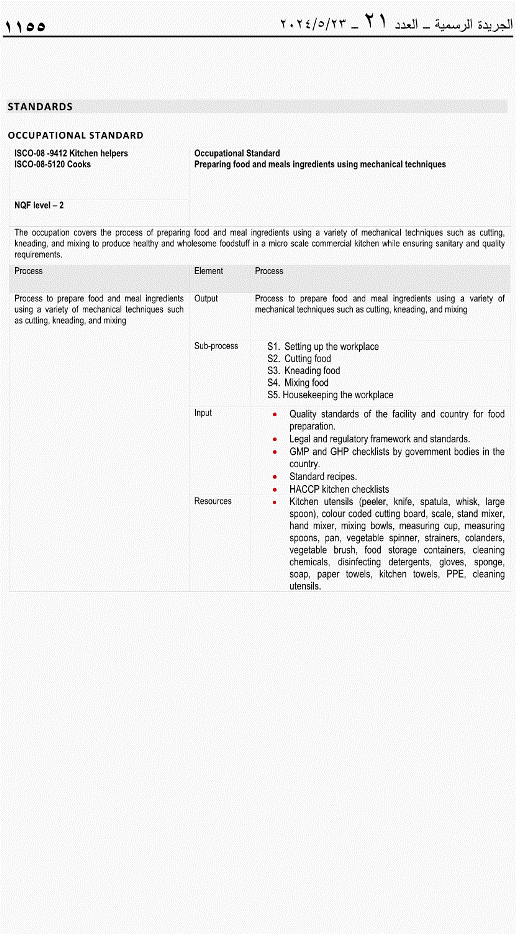 ١١٥٥ الجريدة الرسمية ــ العدد ٢١ ــ ٢٠٢٤/٥/٢٣
STANDARDS
OCCUPATIONAL STANDARD
ISCO-08 -9412 Kitchen helpers
ISCO-08-5120 Cooks
Occupational Standard
Preparing food and meals ingredients using mechanical techniques
NQF level – 2
The occupation covers the process of preparing food and meal ingredients using a variety of mechanical techniques such as cutting,
kneading, and mixing to produce healthy and wholesome foodstuff in a micro scale commercial kitchen while ensuring sanitary and quality
requirements.
Process Element Process
Process to prepare food and meal ingredients
using a variety of mechanical techniques such
as cutting, kneading, and mixing
Output
Process to prepare food and meal ingredients using a variety of
mechanical techniques such as cutting, kneading, and mixing
Sub-process
S1. Setting up the workplace
S2. Cutting food
S3. Kneading food
S4. Mixing food
S5. Housekeeping the workplace
Input
• Quality standards of the facility and country for food
preparation.
• Legal and regulatory framework and standards.
• GMP and GHP checklists by government bodies in the
country.
• Standard recipes.
• HACCP kitchen checklists
Resources
• Kitchen utensils (peeler, knife, spatula, whisk, large
spoon), colour coded cutting board, scale, stand mixer,
hand mixer, mixing bowls, measuring cup, measuring
spoons, pan, vegetable spinner, strainers, colanders,
vegetable brush, food storage containers, cleaning
chemicals, disinfecting detergents, gloves, sponge,
soap, paper towels, kitchen towels, PPE, cleaning
utensils.